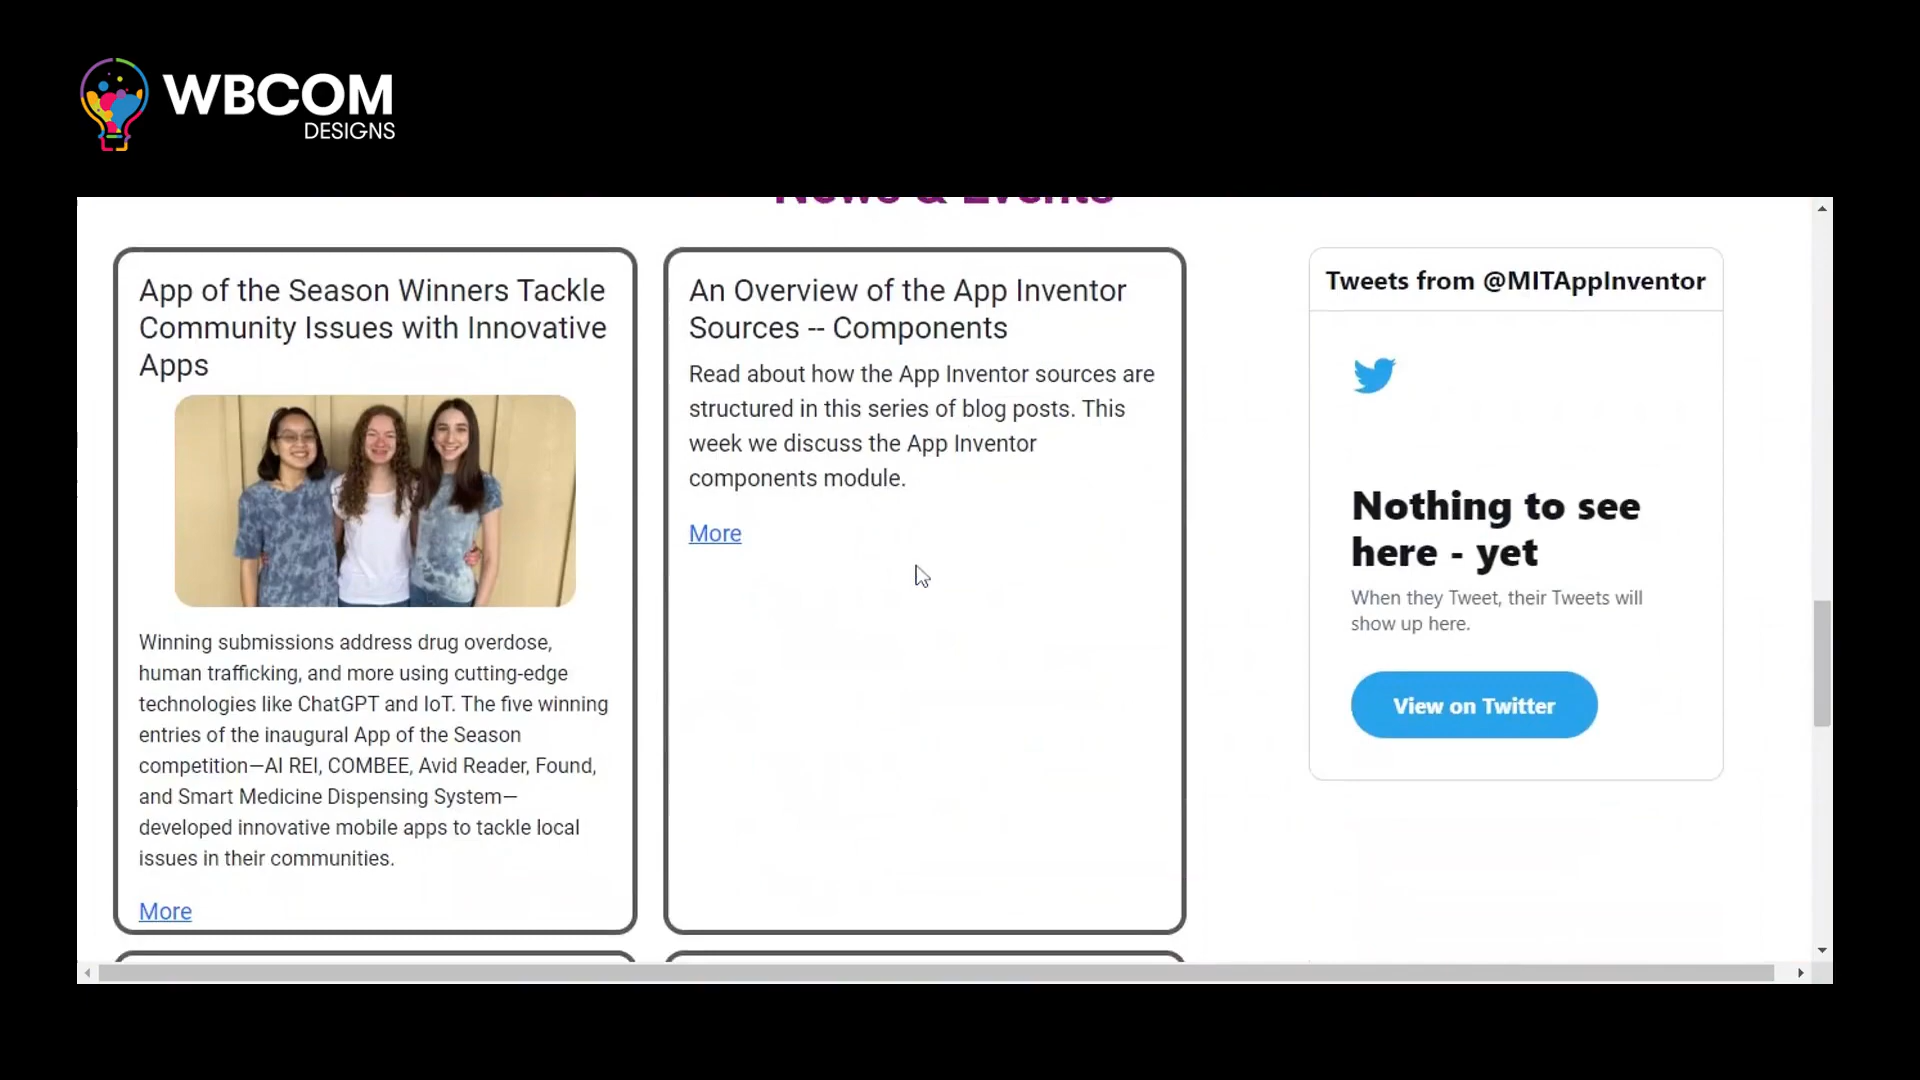 WBCOM
DESIGNS
News & Events
App of the Season Winners Tackle
Community Issues with Innovative
Apps
Winning submissions address drug overdose,
human trafficking, and more using cutting-edge
technologies like ChatGPT and IoT. The five winning
entries of the inaugural App of the Season
competition—AI REI, COMBEE, Avid Reader, Found,
and Smart Medicine Dispensing System—
developed innovative mobile apps to tackle local
issues in their communities.
More
An Overview of the App Inventor
Sources -- Components
Read about how the App Inventor sources are
structured in this series of blog posts. This
week we discuss the App Inventor
components module.
More
Tweets from @MITAppInventor
Nothing to see
here - yet
When they Tweet, their Tweets will
show up here.
View on Twitter